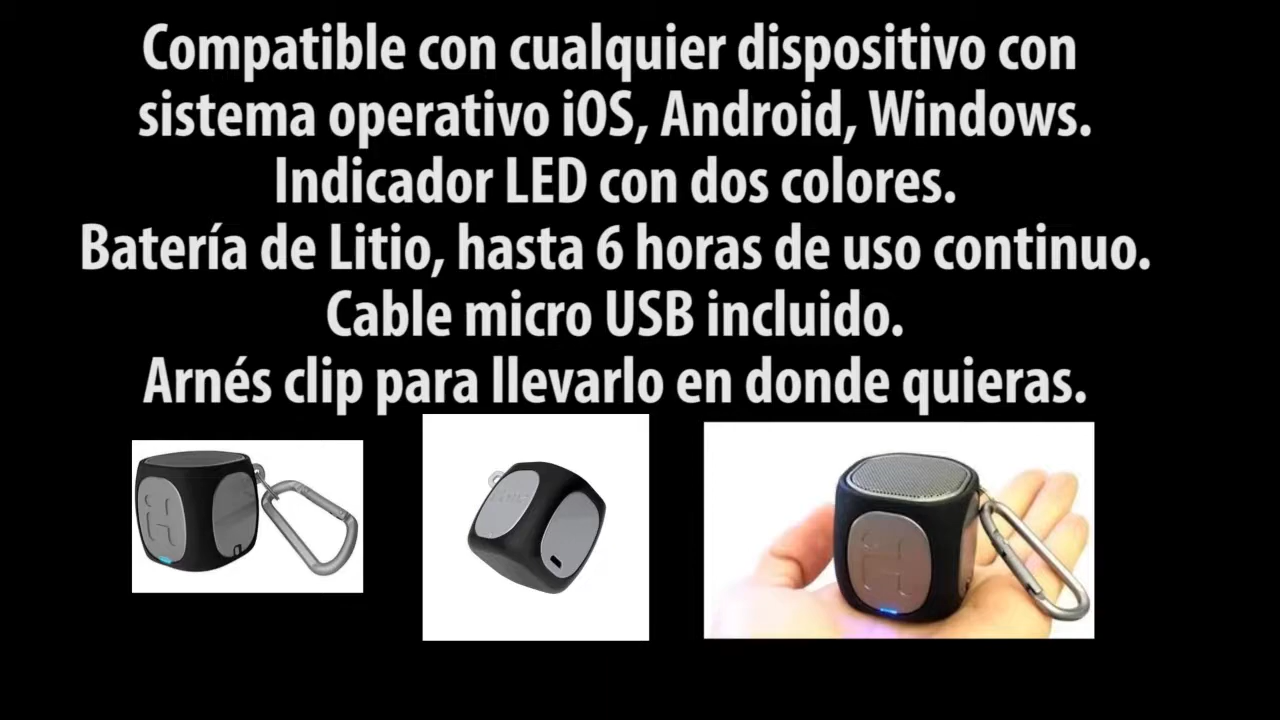 Compatible con cualquier dispositivo con
sistema operativo iOS, Android, Windows.
Indicador LED con dos colores.
Batería de Litio, hasta 6 horas de uso continuo.
Cable micro USB incluido.
Arnés clip para llevarlo en donde quieras.